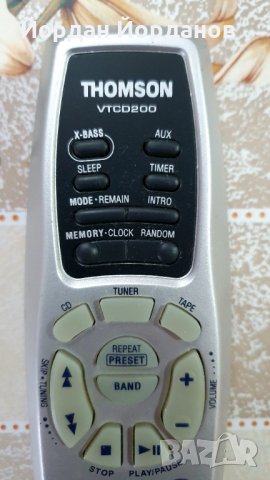 Йордан Йорданов
THOMSON
VTCD200
X-BASS AUX
SLEEP TIMER
MODE·REMAIN INTRO
MEMORY·CLOCK RANDOM
TUNER
CD TAPE
REPEAT
PRESET
SKIP·TUNING
VOLUME
BAND
STOP PLAY/PAUSE
BAZAR.bg